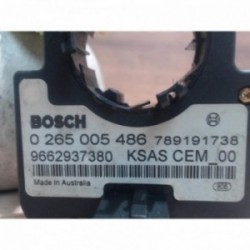 BOSCH
0 265 005 486 789191738
9662937380 KSAS CEM_00
Made In Australia